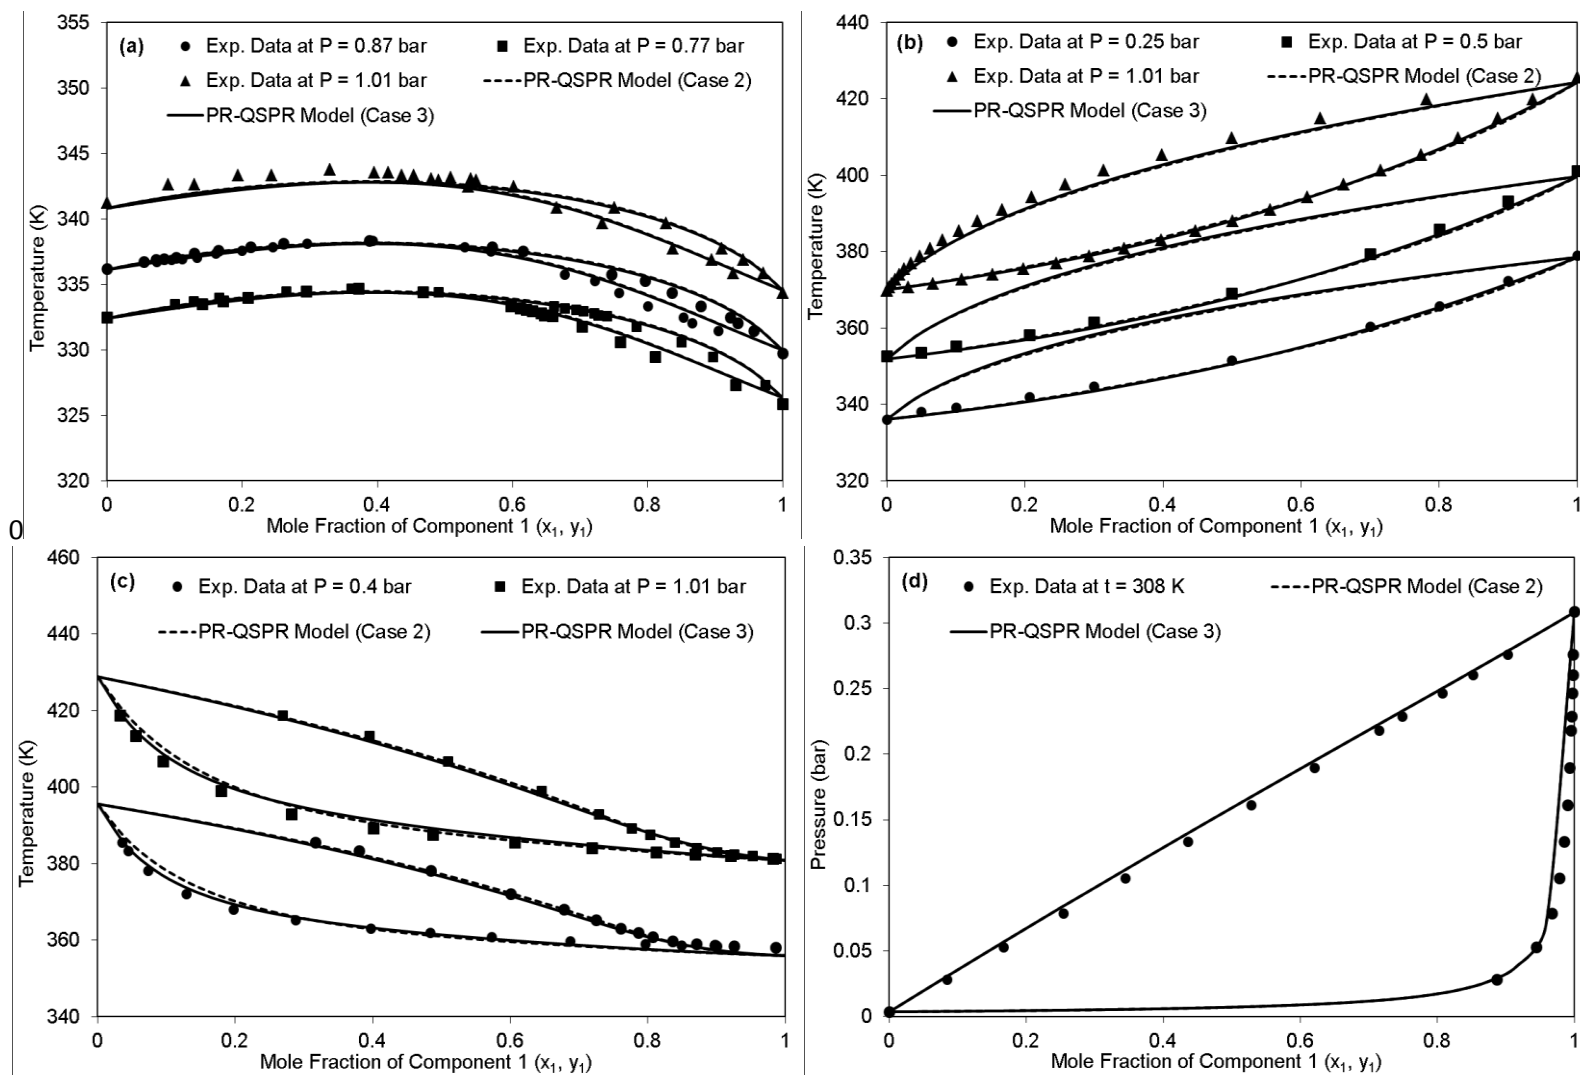 (a)
Exp. Data at P = 0.87 bar
Exp. Data at P = 0.77 bar
Exp. Data at P = 1.01 bar
PR-QSPR Model (Case 2)
PR-QSPR Model (Case 3)
355
350
345
340
335
330
325
320
Temperature (K)
0
0.2
0.4
0.6
0.8
1
Mole Fraction of Component 1 (x₁, y₁)
(b)
Exp. Data at P = 0.25 bar
Exp. Data at P = 0.5 bar
Exp. Data at P = 1.01 bar
PR-QSPR Model (Case 2)
PR-QSPR Model (Case 3)
440
420
400
380
360
340
320
Temperature (K)
0
0.2
0.4
0.6
0.8
1
Mole Fraction of Component 1 (x₁, y₁)
0
(c)
Exp. Data at P = 0.4 bar
Exp. Data at P = 1.01 bar
PR-QSPR Model (Case 2)
PR-QSPR Model (Case 3)
460
440
420
400
380
360
340
Temperature (K)
0
0.2
0.4
0.6
0.8
1
Mole Fraction of Component 1 (x₁, y₁)
(d)
Exp. Data at t = 308 K
PR-QSPR Model (Case 2)
PR-QSPR Model (Case 3)
0.35
0.3
0.25
0.2
0.15
0.1
0.05
0
Pressure (bar)
0
0.2
0.4
0.6
0.8
1
Mole Fraction of Component 1 (x₁, y₁)